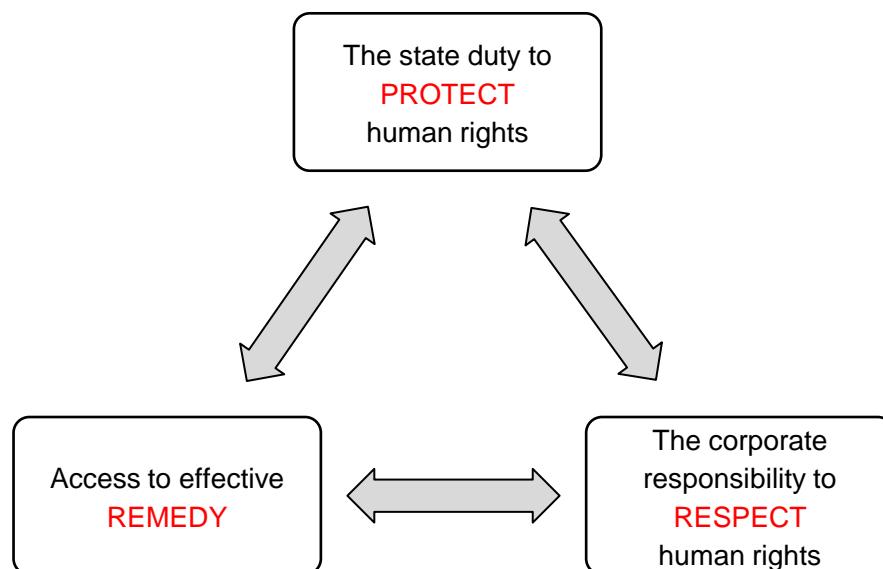 The state duty to
PROTECT
human rights
Access to effective
REMEDY
The corporate
responsibility to
RESPECT
human rights